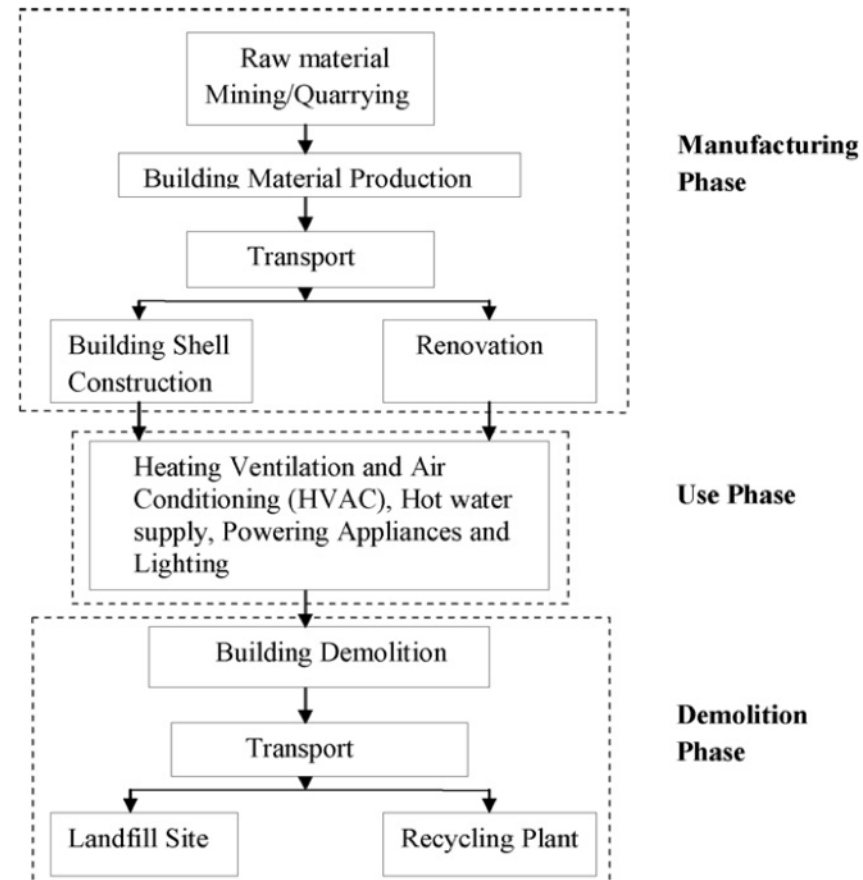 Raw material
Mining/Quarrying
Manufacturing
Phase
Building Material Production
Transport
Building Shell
Construction
Renovation
Heating Ventilation and Air
Conditioning (HVAC), Hot water
supply, Powering Appliances and
Lighting
Use Phase
Building Demolition
Demolition
Phase
Transport
Landfill Site
Recycling Plant